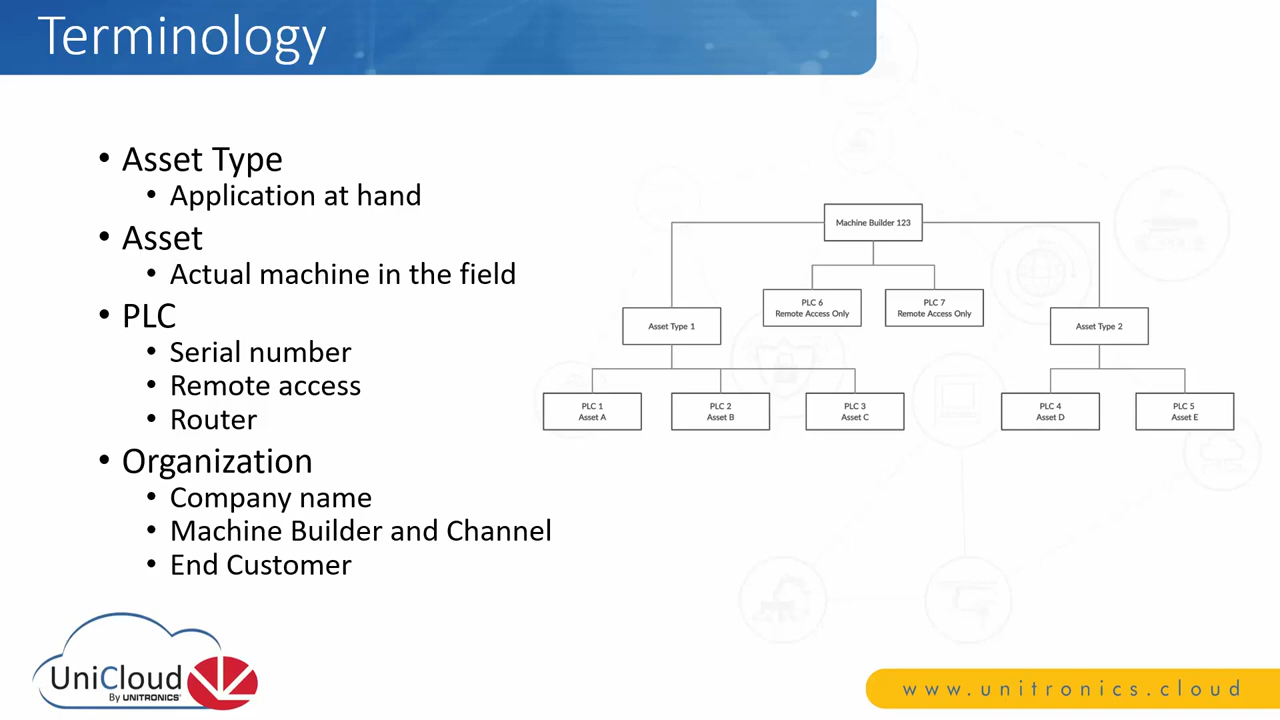 Terminology
• Asset Type
• Application at hand
• Asset
• Actual machine in the field
• PLC
• Serial number
• Remote access
• Router
• Organization
• Company name
• Machine Builder and Channel
• End Customer
Machine Builder 123
PLC 6
Remote Access Only
PLC 7
Remote Access Only
Asset Type 1
Asset Type 2
PLC 1
Asset A
PLC 2
Asset B
PLC 3
Asset C
PLC 4
Asset D
PLC 5
Asset E
UniCloud
By UNITRONICS
www.unitronics.cloud